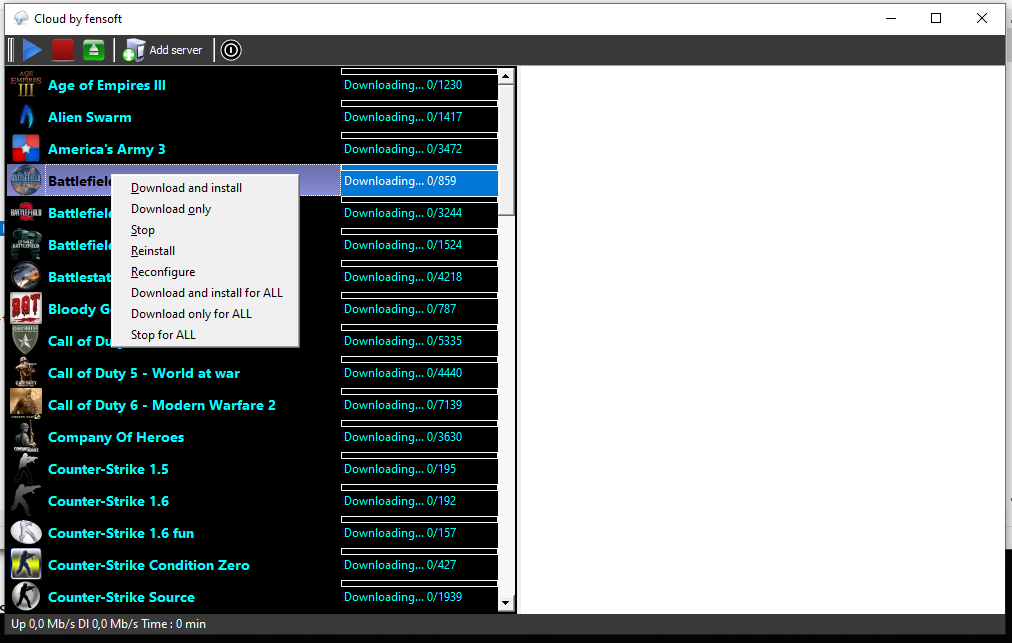 Cloud by fensoft
Add server
AGE OF EMPIRES III
Age of Empires III
Downloading... 0/1230
Alien Swarm
Downloading... 0/1417
America's Army 3
Downloading... 0/3472
Battlefield
Downloading... 0/859
Battlefield
Downloading... 0/3244
Battlefield
Downloading... 0/1524
Battlestat
Downloading... 0/4218
Bloody G
Downloading... 0/787
Call of Du
Downloading... 0/5335
Call of Duty 5 - World at war
Downloading... 0/4440
Call of Duty 6 - Modern Warfare 2
Downloading... 0/7139
Company Of Heroes
Downloading... 0/3630
Counter-Strike 1.5
Downloading... 0/195
Counter-Strike 1.6
Downloading... 0/192
Counter-Strike 1.6 fun
Downloading... 0/157
Counter-Strike Condition Zero
Downloading... 0/427
Counter-Strike Source
Downloading... 0/1939
Download and install
Download only
Stop
Reinstall
Reconfigure
Download and install for ALL
Download only for ALL
Stop for ALL
Up 0,0 Mb/s Dl 0,0 Mb/s Time : 0 min